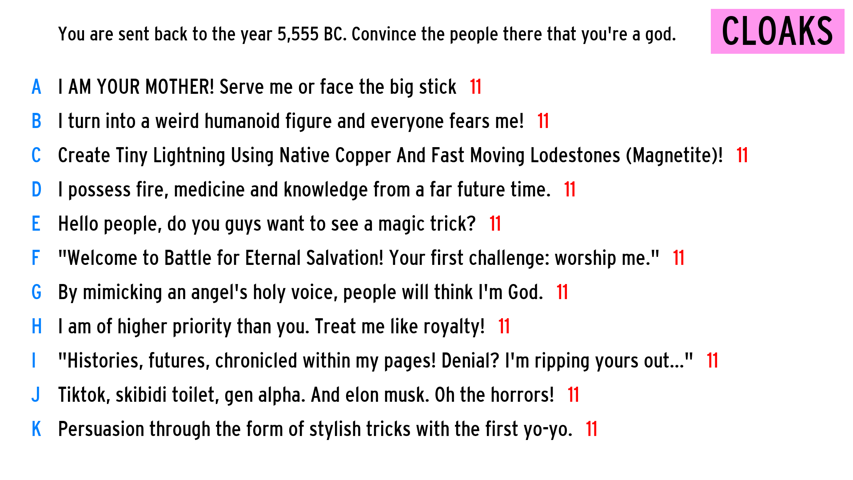 You are sent back to the year 5,555 BC. Convince the people there that you're a god.
CLOAKS
A I AM YOUR MOTHER! Serve me or face the big stick 11
B I turn into a weird humanoid figure and everyone fears me! 11
C Create Tiny Lightning Using Native Copper And Fast Moving Lodestones (Magnetite)! 11
D I possess fire, medicine and knowledge from a far future time. 11
E Hello people, do you guys want to see a magic trick? 11
F "Welcome to Battle for Eternal Salvation! Your first challenge: worship me." 11
G By mimicking an angel's holy voice, people will think I'm God. 11
H I am of higher priority than you. Treat me like royalty! 11
I "Histories, futures, chronicled within my pages! Denial? I'm ripping yours out..." 11
J Tiktok, skibidi toilet, gen alpha. And elon musk. Oh the horrors! 11
K Persuasion through the form of stylish tricks with the first yo-yo. 11